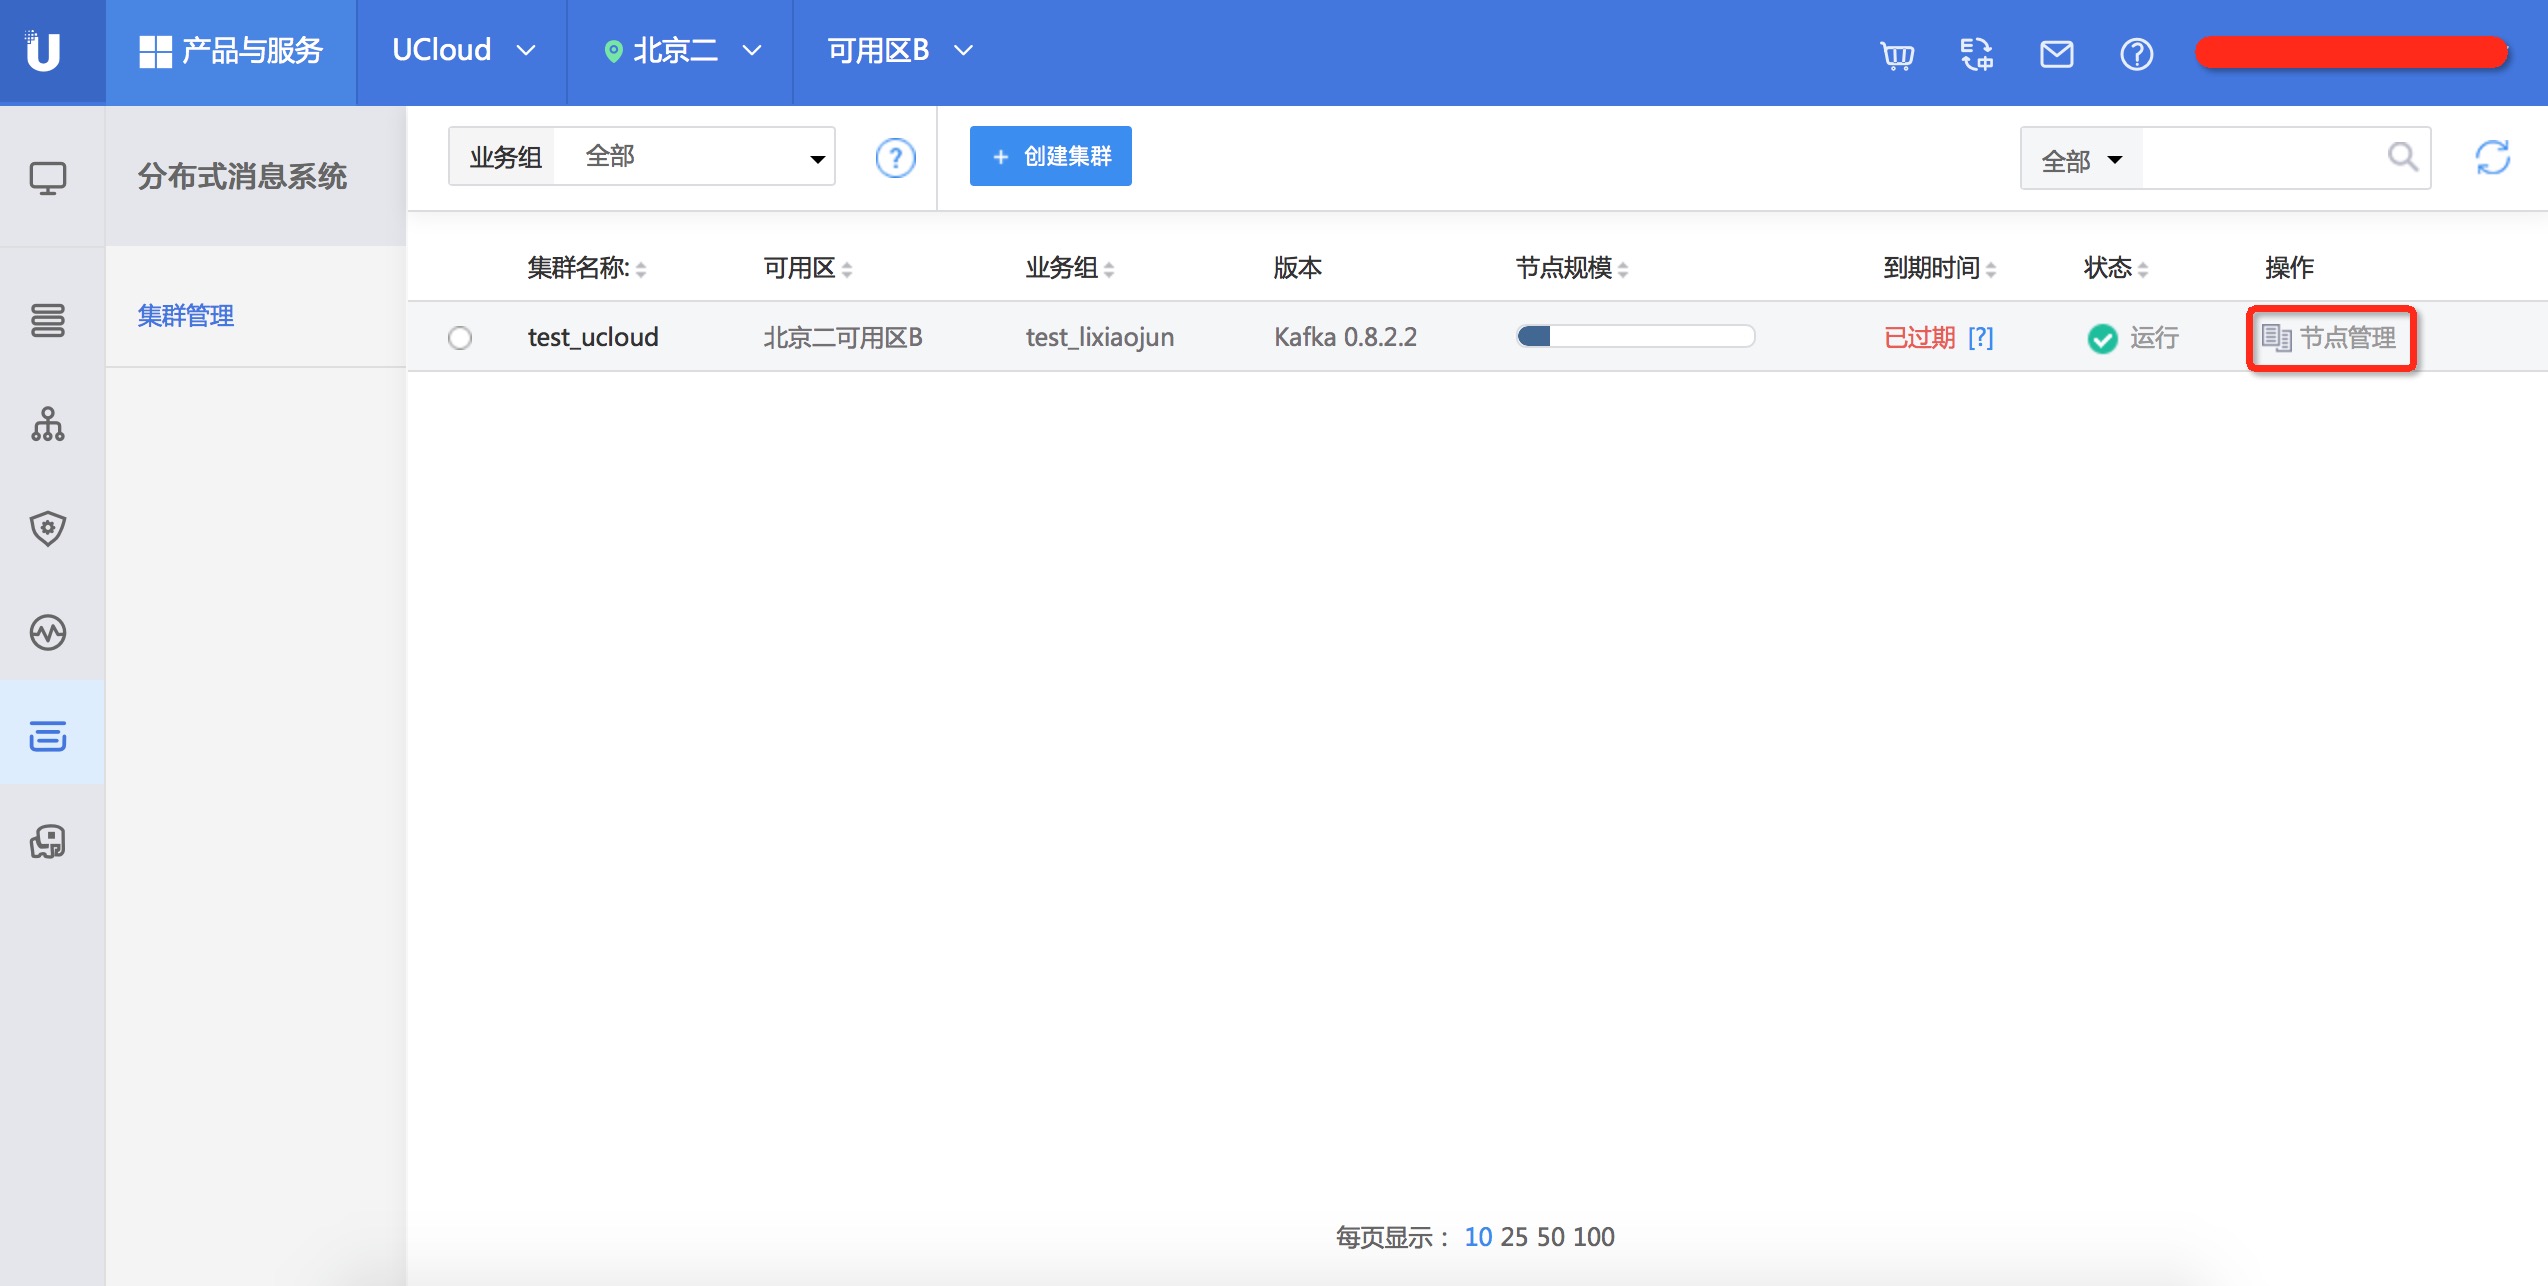 U 产品与服务 UCloud 北京二 可用区B
分布式消息系统
业务组 全部 ? + 创建集群 全部
集群名称: 可用区 业务组 版本 节点规模 到期时间 状态 操作
集群管理
test_ucloud 北京二可用区B test_lixiaojun Kafka 0.8.2.2 已过期 [?] 运行 节点管理
每页显示： 10 25 50 100